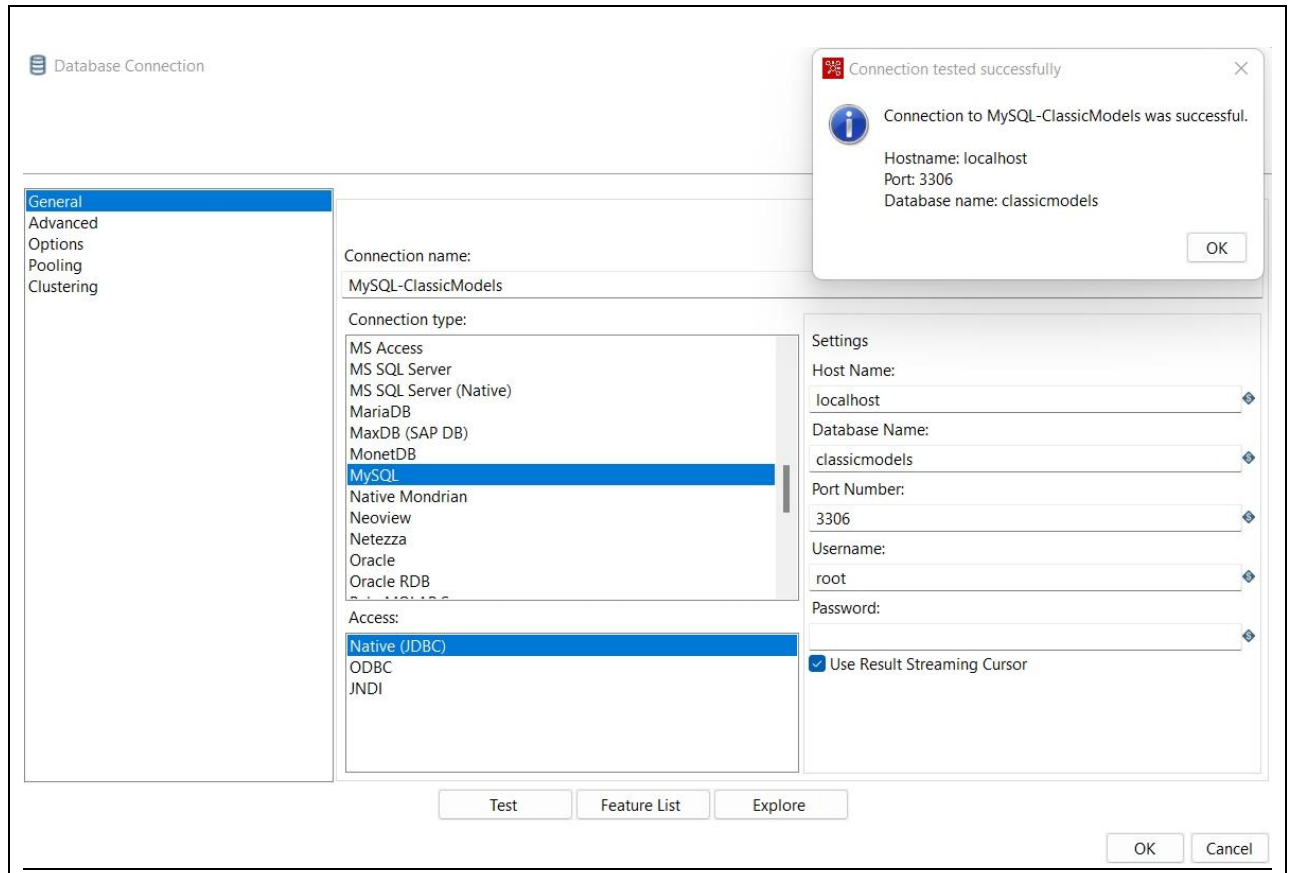 Database Connection
Connection tested successfully
Connection to MySQL-ClassicModels was successful.
Hostname: localhost
Port: 3306
Database name: classicmodels
OK
General
Advanced
Options
Pooling
Clustering
Connection name:
MySQL-ClassicModels
Connection type:
MS Access
MS SQL Server
MS SQL Server (Native)
MariaDB
MaxDB (SAP DB)
MonetDB
MySQL
Native Mondrian
Neoview
Netezza
Oracle
Oracle RDB
Access:
Native (JDBC)
ODBC
JNDI
Settings
Host Name:
localhost
Database Name:
classicmodels
Port Number:
3306
Username:
root
Password:
Use Result Streaming Cursor
Test
Feature List
Explore
OK
Cancel